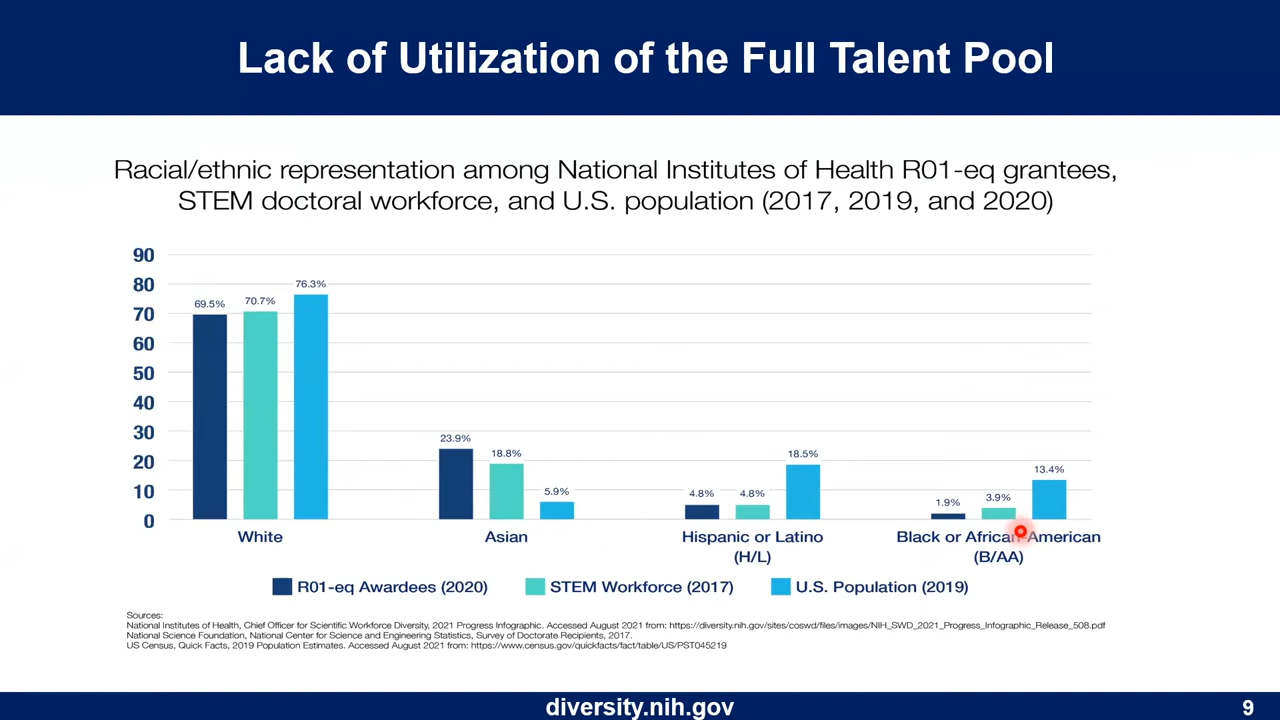 Lack of Utilization of the Full Talent Pool
Racial/ethnic representation among National Institutes of Health R01-eq grantees,
STEM doctoral workforce, and U.S. population (2017, 2019, and 2020)
90
80
70
60
50
40
30
20
10
0
69.5%
70.7%
76.3%
23.9%
18.8%
5.9%
4.8%
4.8%
18.5%
1.9%
3.9%
13.4%
White
Asian
Hispanic or Latino
(H/L)
Black or African-American
(B/AA)
R01-eq Awardees (2020)
STEM Workforce (2017)
U.S. Population (2019)
Sources:
National Institutes of Health, Chief Officer for Scientific Workforce Diversity, 2021 Progress Infographic. Accessed August 2021 from: https://diversity.nih.gov/sites/coswd/files/images/NIH_SWD_2021_Progress_Infographic_Release_508.pdf
National Science Foundation, National Center for Science and Engineering Statistics, Survey of Doctorate Recipients, 2017.
US Census, Quick Facts, 2019 Population Estimates. Accessed August 2021 from: https://www.census.gov/quickfacts/fact/table/US/PST045219
diversity.nih.gov
9